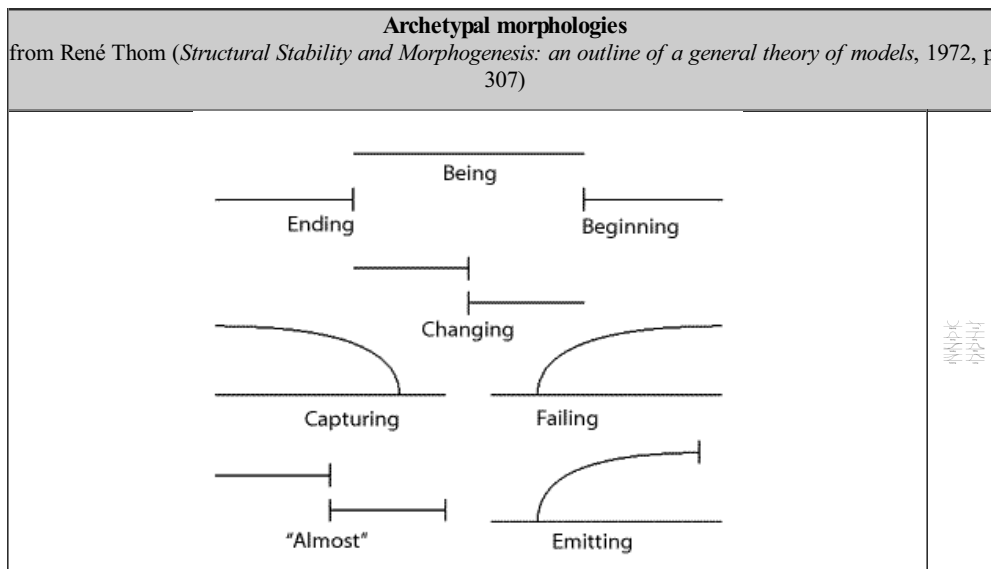 Archetypal morphologies
from René Thom (Structural Stability and Morphogenesis: an outline of a general theory of models, 1972, p
307)
Being
Ending
Beginning
Changing
Capturing
Failing
"Almost"
Emitting